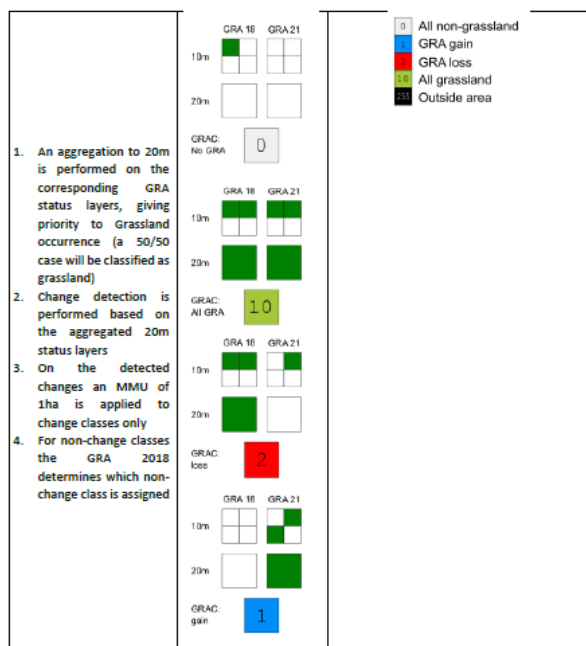 1. An aggregation to 20m
is performed on the
corresponding GRA
status layers, giving
priority to Grassland
occurrence (a 50/50
case will be classified as
grassland)
2. Change detection is
performed based on
the aggregated 20m
status layers
3. On the detected
changes an MMU of
1ha is applied to
change classes only
4. For non-change classes
the GRA 2018
determines which non-
change class is assigned
GRA 18 GRA 21
10m
20m
GRAC:
No GRA
0
GRA 18 GRA 21
10m
20m
GRAC:
All GRA
10
GRA 18 GRA 21
10m
20m
GRAC:
loss
2
GRA 18 GRA 21
10m
20m
GRAC:
gain
1
0 All non-grassland
1 GRA gain
2 GRA loss
10 All grassland
255 Outside area